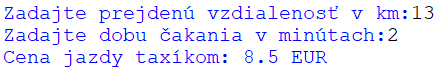 Zadajte prejdenú vzdialenosť v km:13
Zadajte dobu čakania v minútach:2
Cena jazdy taxíkom: 8.5 EUR